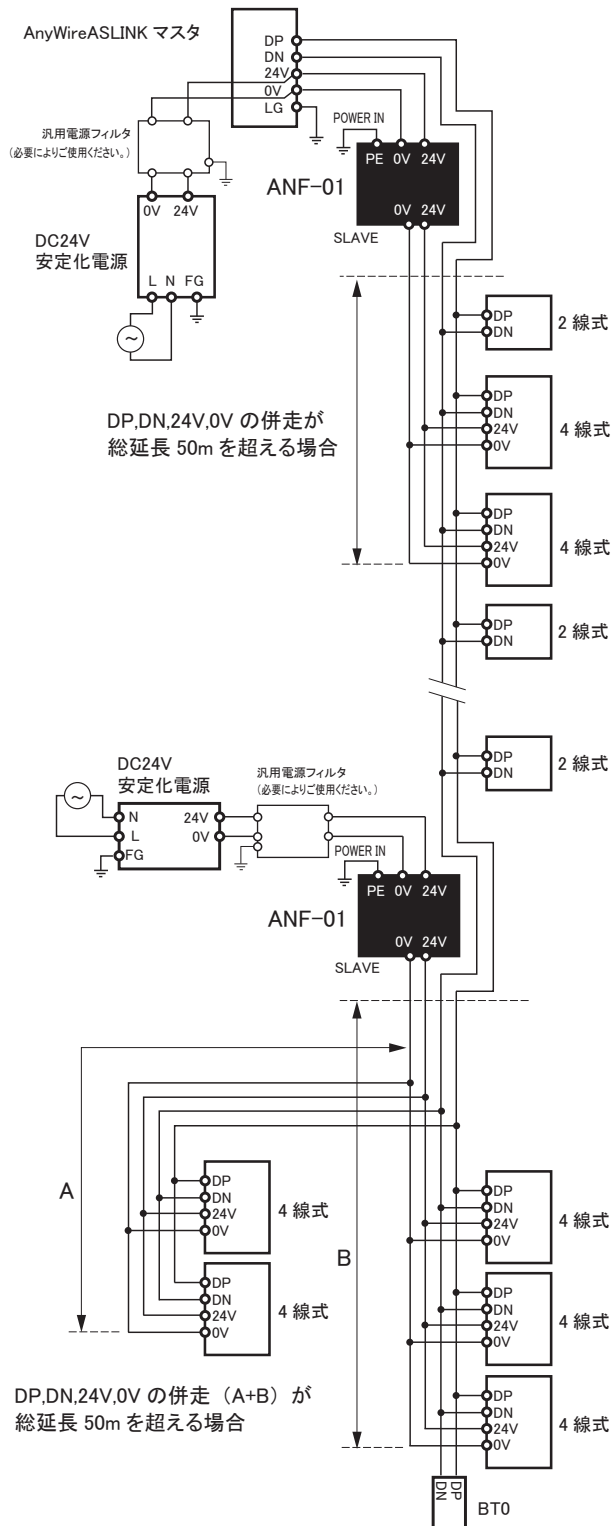 AnyWireASLINK マスタ
DP
DN
24V
0V
LG
汎用電源フィルタ
(必要によりご使用ください。)
0V 24V
DC24V
安定化電源
L N FG
~
POWER IN
PE 0V 24V
ANF-01
0V 24V
SLAVE
DP
DN
2 線式
DP,DN,24V,0V の併走が
総延長 50m を超える場合
DP
DN
24V
0V
4 線式
DP
DN
24V
0V
4 線式
DP
DN
2 線式
DP
DN
2 線式
DC24V
安定化電源
~
N
L
FG
24V
0V
汎用電源フィルタ
(必要によりご使用ください。)
POWER IN
PE 0V 24V
ANF-01
0V 24V
SLAVE
A
B
DP
DN
24V
0V
4 線式
DP
DN
24V
0V
4 線式
DP
DN
24V
0V
4 線式
DP
DN
24V
0V
4 線式
DP
DN
24V
0V
4 線式
DP,DN,24V,0V の併走（A+B）が
総延長 50m を超える場合
DP
DN
BT0